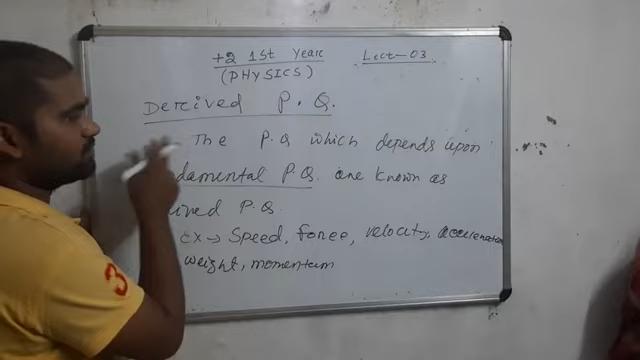 +2 1st Year
Lect-03
(PHYSICS)
Derived P.Q.
The P.Q which depends upon
damental P.Q. are known as
ived P.Q.
ex → Speed, force, velocity, acceleration
weight, momentum
3